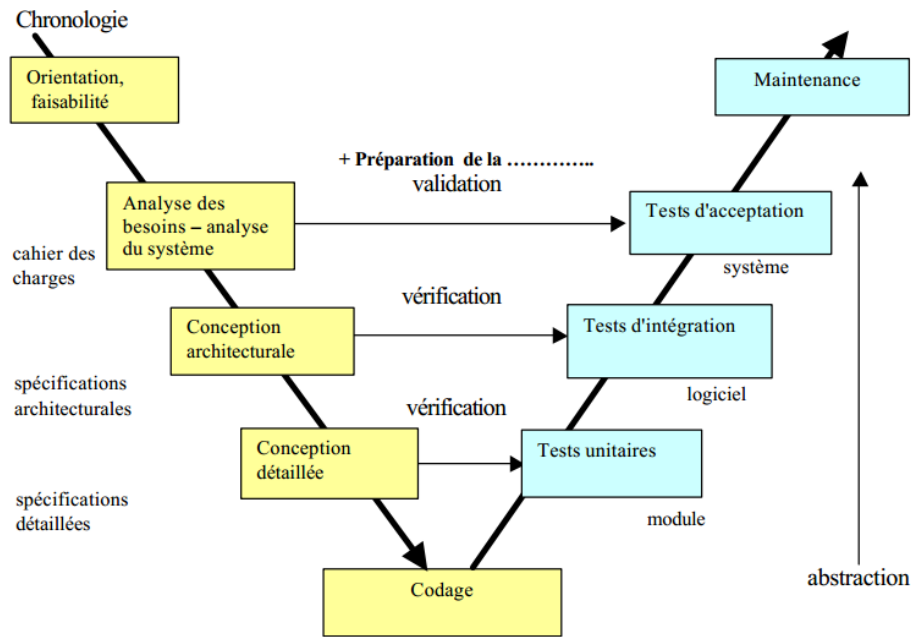 Chronologie
Orientation,
faisabilité
Maintenance
+ Préparation de la …………..
validation
Analyse des
besoins – analyse
du système
Tests d'acceptation
cahier des
charges
système
vérification
Conception
architecturale
Tests d'intégration
spécifications
architecturales
logiciel
vérification
Conception
détaillée
Tests unitaires
spécifications
détaillées
module
abstraction
Codage